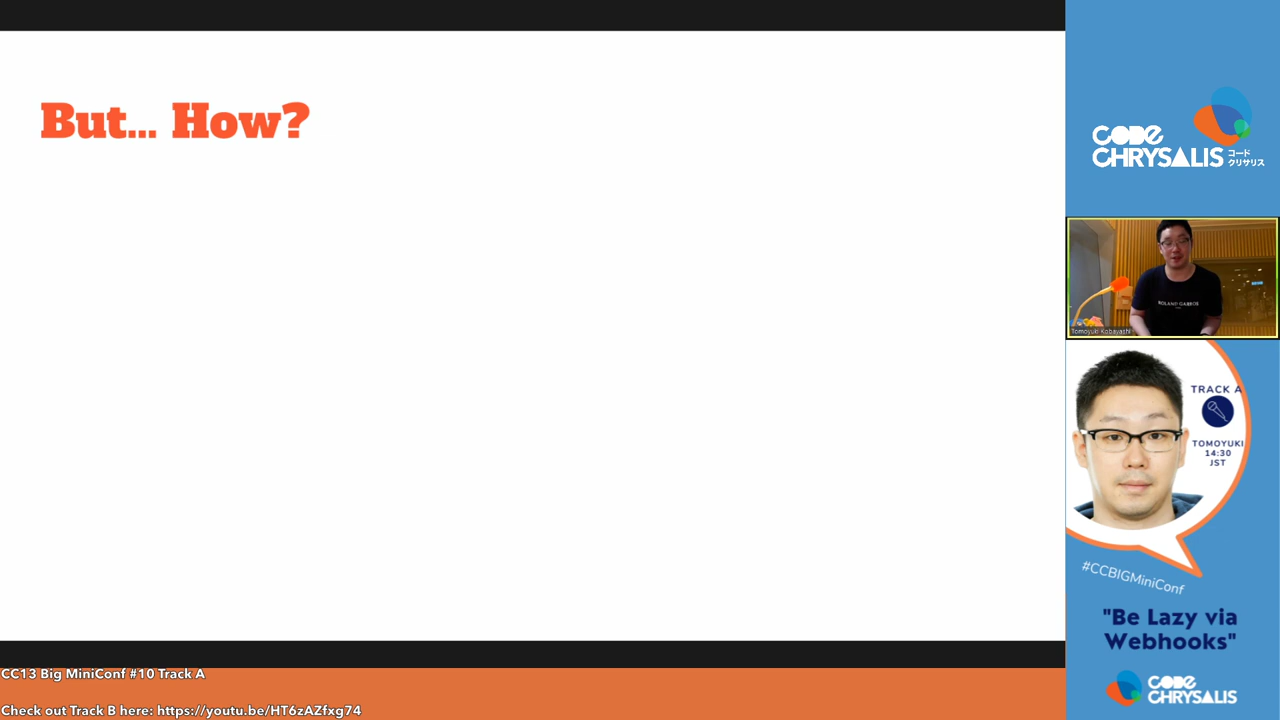 But... How?
CODE
CHRYSALIS
コード
クリサリス
ROLAND GARROS
Tomoyuki Kobayashi
TRACK A
TOMOYUKI
14:30
JST
#CCBIGMiniConf
"Be Lazy via
Webhooks"
CODE
CHRYSALIS
CC13 Big MiniConf #10 Track A
Check out Track B here: https://youtu.be/HT6zAZfxg74